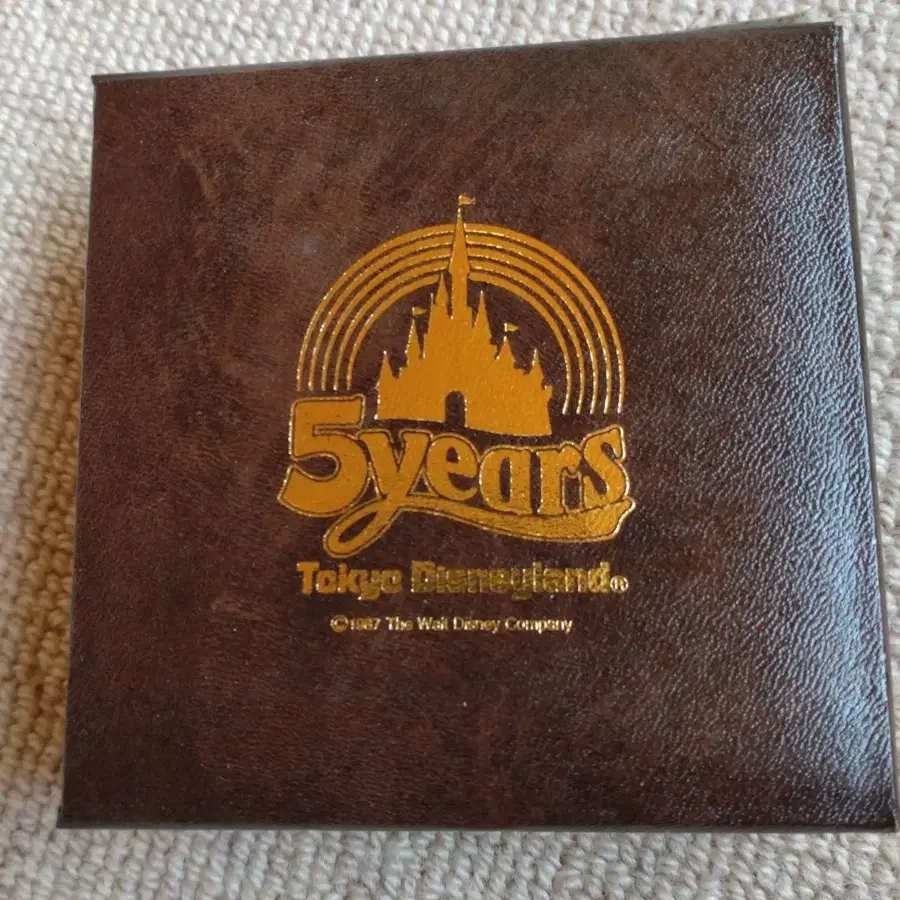 5years
Tokyo Disneyland®
©1987 The Walt Disney Company